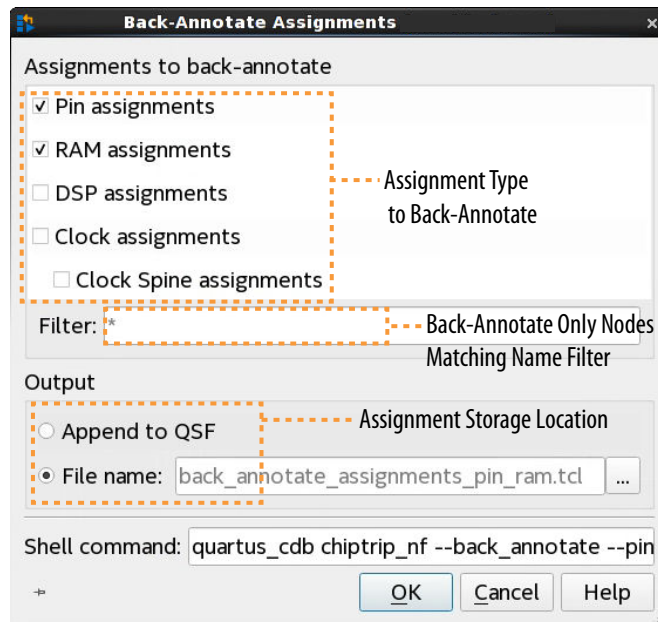 Back-Annotate Assignments
Assignments to back-annotate
Pin assignments
RAM assignments
DSP assignments
Assignment Type
to Back-Annotate
Clock assignments
Clock Spine assignments
Filter: *
Back-Annotate Only Nodes
Matching Name Filter
Output
Append to QSF
Assignment Storage Location
File name: back_annotate_assignments_pin_ram.tcl ...
Shell command: quartus_cdb chiptrip_nf --back_annotate --pin
OK Cancel Help